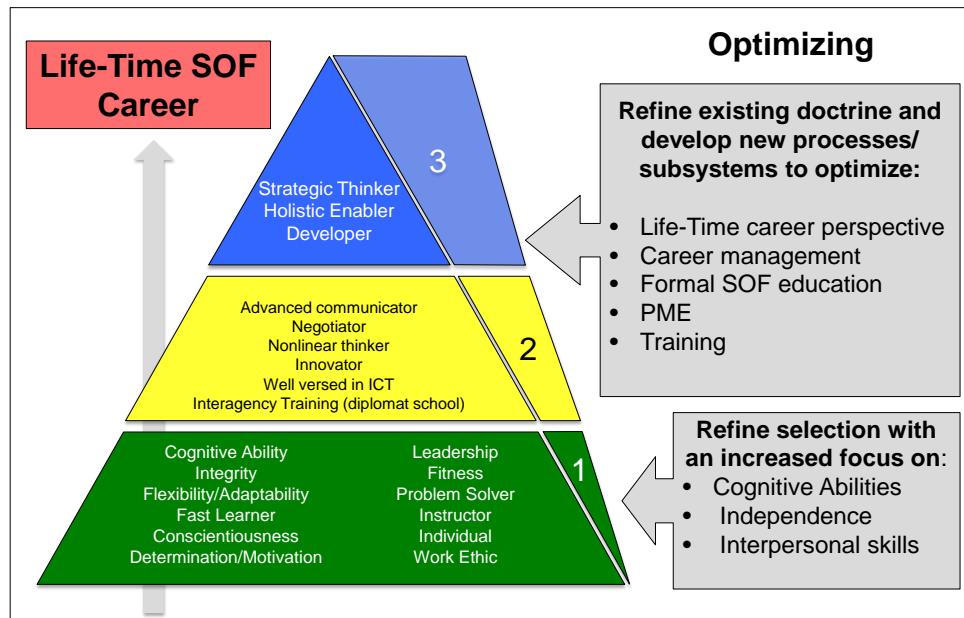 Life-Time SOF
Career
Optimizing
3
Strategic Thinker
Holistic Enabler
Developer
Refine existing doctrine and
develop new processes/
subsystems to optimize:
• Life-Time career perspective
• Career management
• Formal SOF education
• PME
• Training
2
Advanced communicator
Negotiator
Nonlinear thinker
Innovator
Well versed in ICT
Interagency Training (diplomat school)
1
Cognitive Ability
Integrity
Flexibility/Adaptability
Fast Learner
Conscientiousness
Determination/Motivation
Leadership
Fitness
Problem Solver
Instructor
Individual
Work Ethic
Refine selection with
an increased focus on:
• Cognitive Abilities
• Independence
• Interpersonal skills